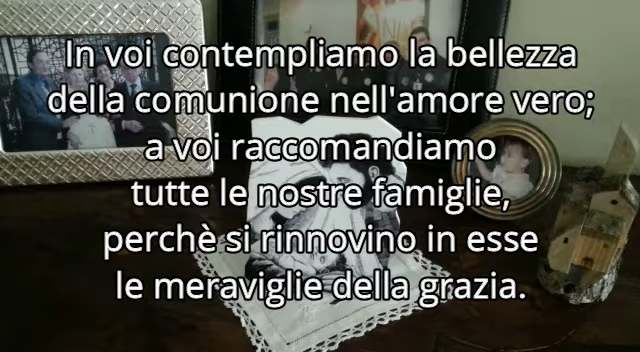 In voi contempliamo la bellezza
della comunione nell'amore vero;
a voi raccomandiamo
tutte le nostre famiglie,
perchè si rinnovino in esse
le meraviglie della grazia.